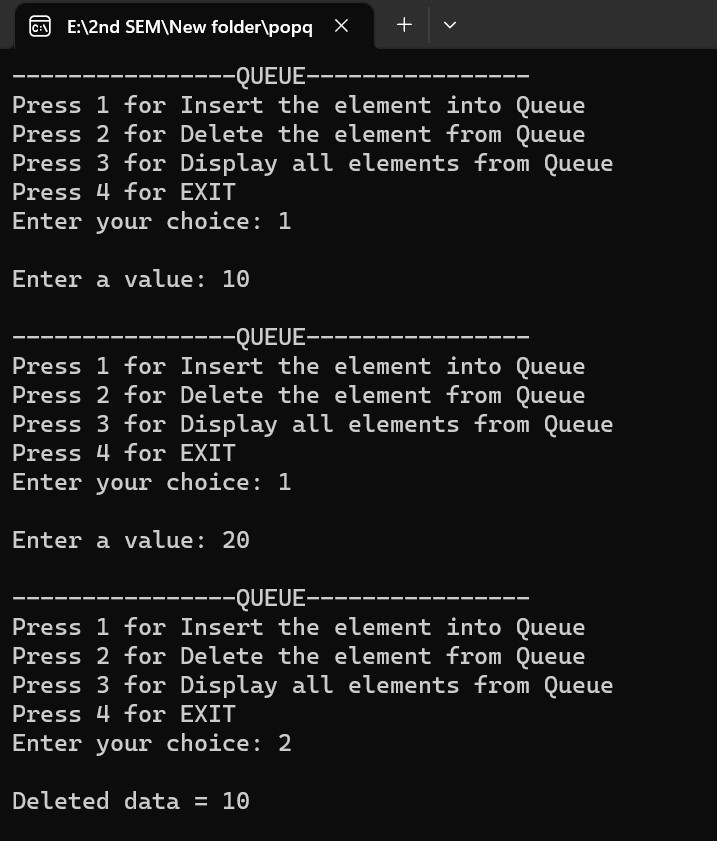 E:\2nd SEM\New folder\popq
----------------QUEUE----------------
Press 1 for Insert the element into Queue
Press 2 for Delete the element from Queue
Press 3 for Display all elements from Queue
Press 4 for EXIT
Enter your choice: 1
Enter a value: 10
----------------QUEUE----------------
Press 1 for Insert the element into Queue
Press 2 for Delete the element from Queue
Press 3 for Display all elements from Queue
Press 4 for EXIT
Enter your choice: 1
Enter a value: 20
----------------QUEUE----------------
Press 1 for Insert the element into Queue
Press 2 for Delete the element from Queue
Press 3 for Display all elements from Queue
Press 4 for EXIT
Enter your choice: 2
Deleted data = 10